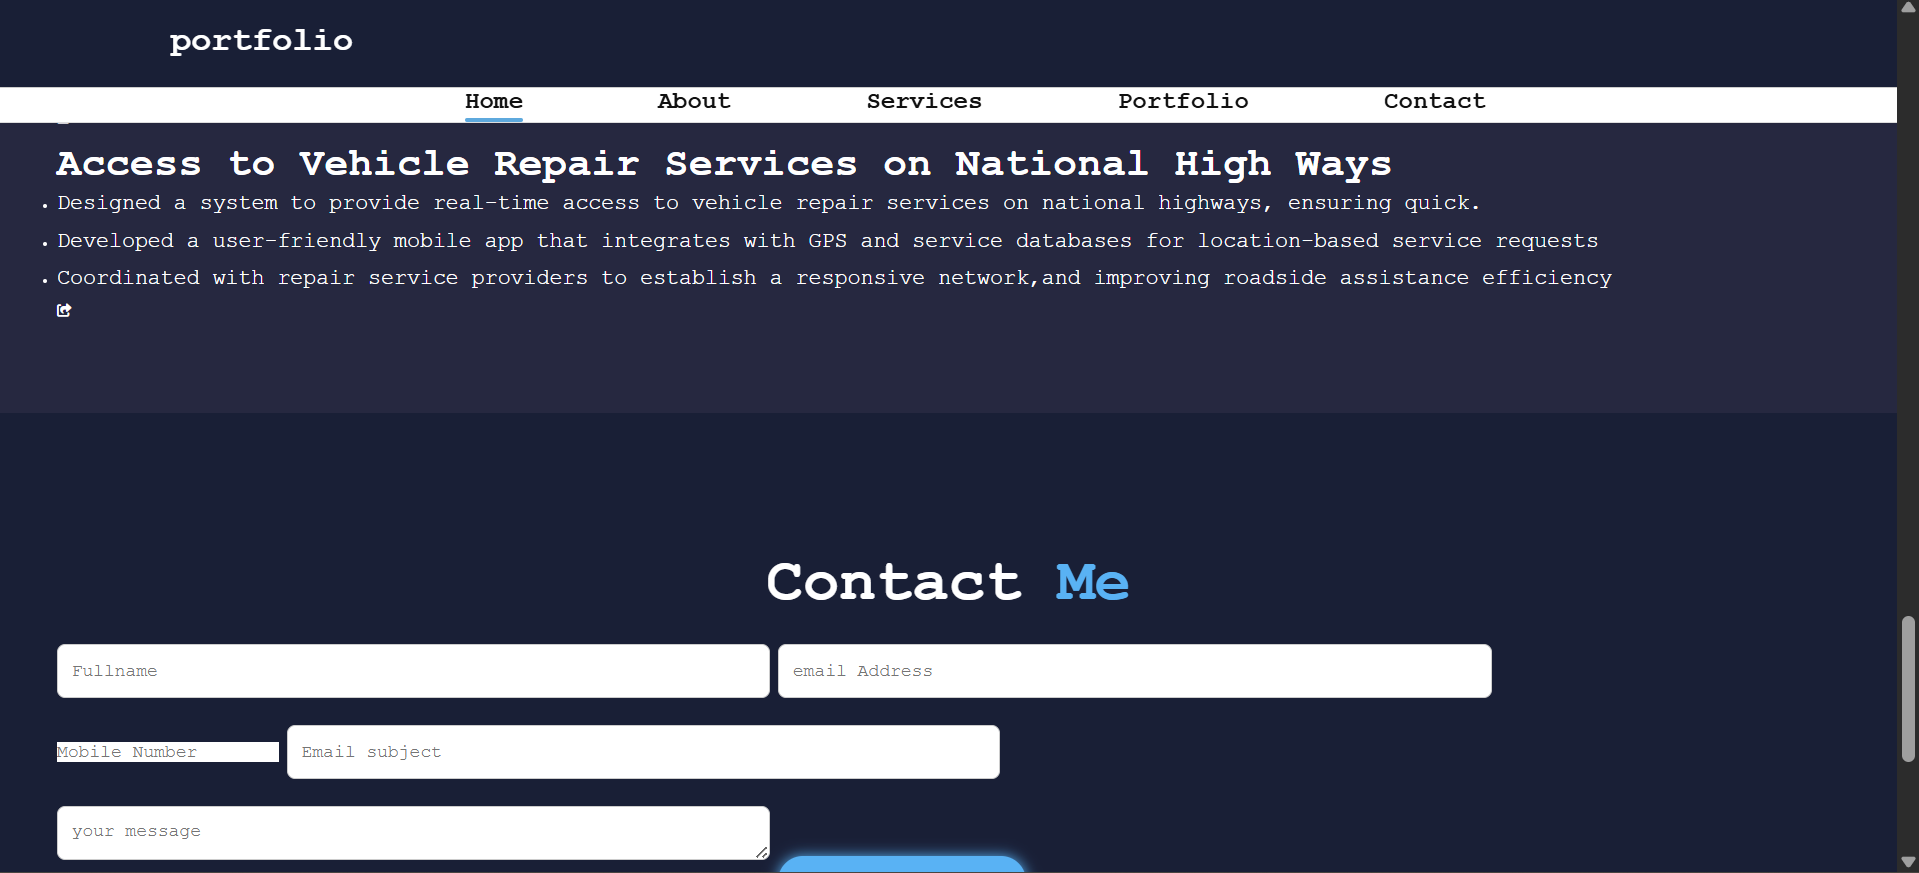 portfolio
Home About Services Portfolio Contact
Access to Vehicle Repair Services on National High Ways
• Designed a system to provide real-time access to vehicle repair services on national highways, ensuring quick.
• Developed a user-friendly mobile app that integrates with GPS and service databases for location-based service requests
• Coordinated with repair service providers to establish a responsive network,and improving roadside assistance efficiency
Contact Me
Fullname email Address
Mobile Number Email subject
your message